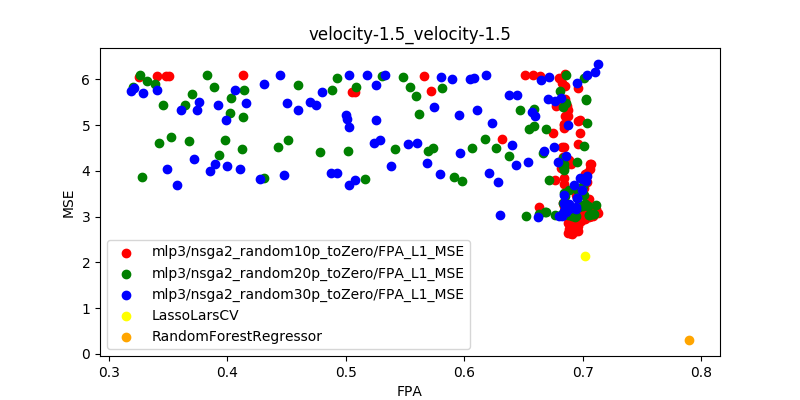 velocity-1.5_velocity-1.5
MSE
6
5
4
3
2
1
0
mlp3/nsga2_random10p_toZero/FPA_L1_MSE
mlp3/nsga2_random20p_toZero/FPA_L1_MSE
mlp3/nsga2_random30p_toZero/FPA_L1_MSE
LassoLarsCV
RandomForestRegressor
0.3 0.4 0.5 0.6 0.7 0.8
FPA